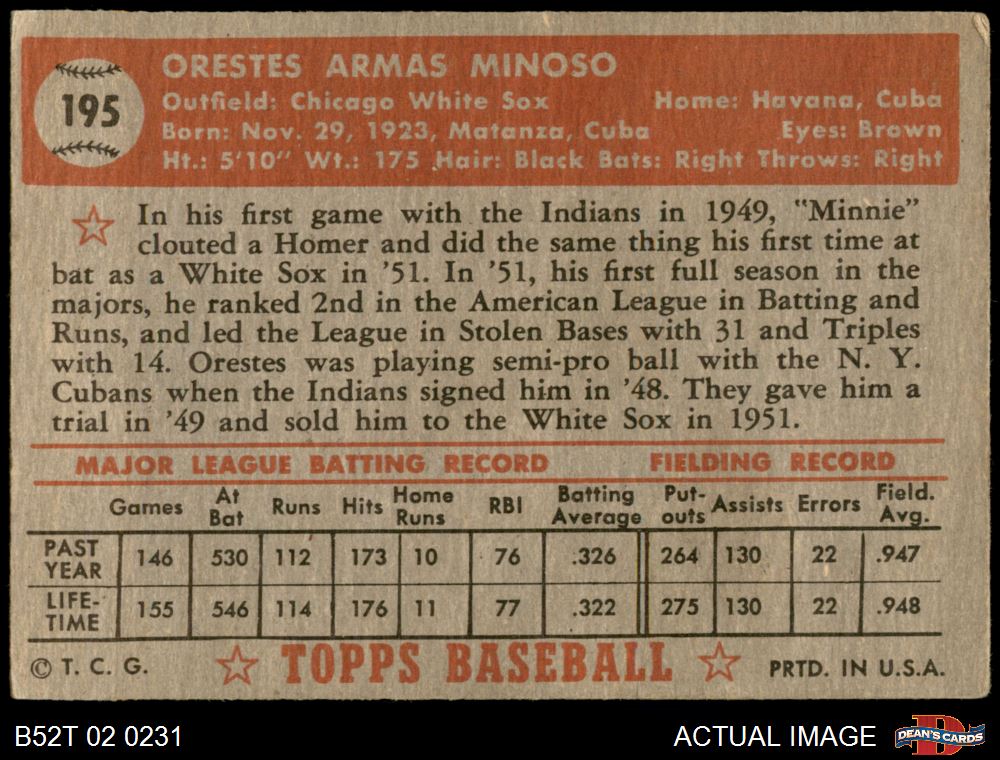 195
ORESTES ARMAS MINOSO
Outfield: Chicago White Sox Home: Havana, Cuba
Born: Nov. 29, 1923, Matanza, Cuba Eyes: Brown
Ht.: 5'10" Wt.: 175 Hair: Black Bats: Right Throws: Right
In his first game with the Indians in 1949, "Minnie"
clouted a Homer and did the same thing his first time at
bat as a White Sox in '51. In '51, his first full season in the
majors, he ranked 2nd in the American League in Batting and
Runs, and led the League in Stolen Bases with 31 and Triples
with 14. Orestes was playing semi-pro ball with the N. Y.
Cubans when the Indians signed him in '48. They gave him a
trial in '49 and sold him to the White Sox in 1951.
MAJOR LEAGUE BATTING RECORD FIELDING RECORD
Games At Bat Runs Hits Home Runs RBI Batting Average Put-outs Assists Errors Field. Avg.
PAST YEAR 146 530 112 173 10 76 .326 264 130 22 .947
LIFE-TIME 155 546 114 176 11 77 .322 275 130 22 .948
© T. C. G. TOPPS BASEBALL PRTD. IN U.S.A.
B52T 02 0231 ACTUAL IMAGE D DEAN'S CARDS